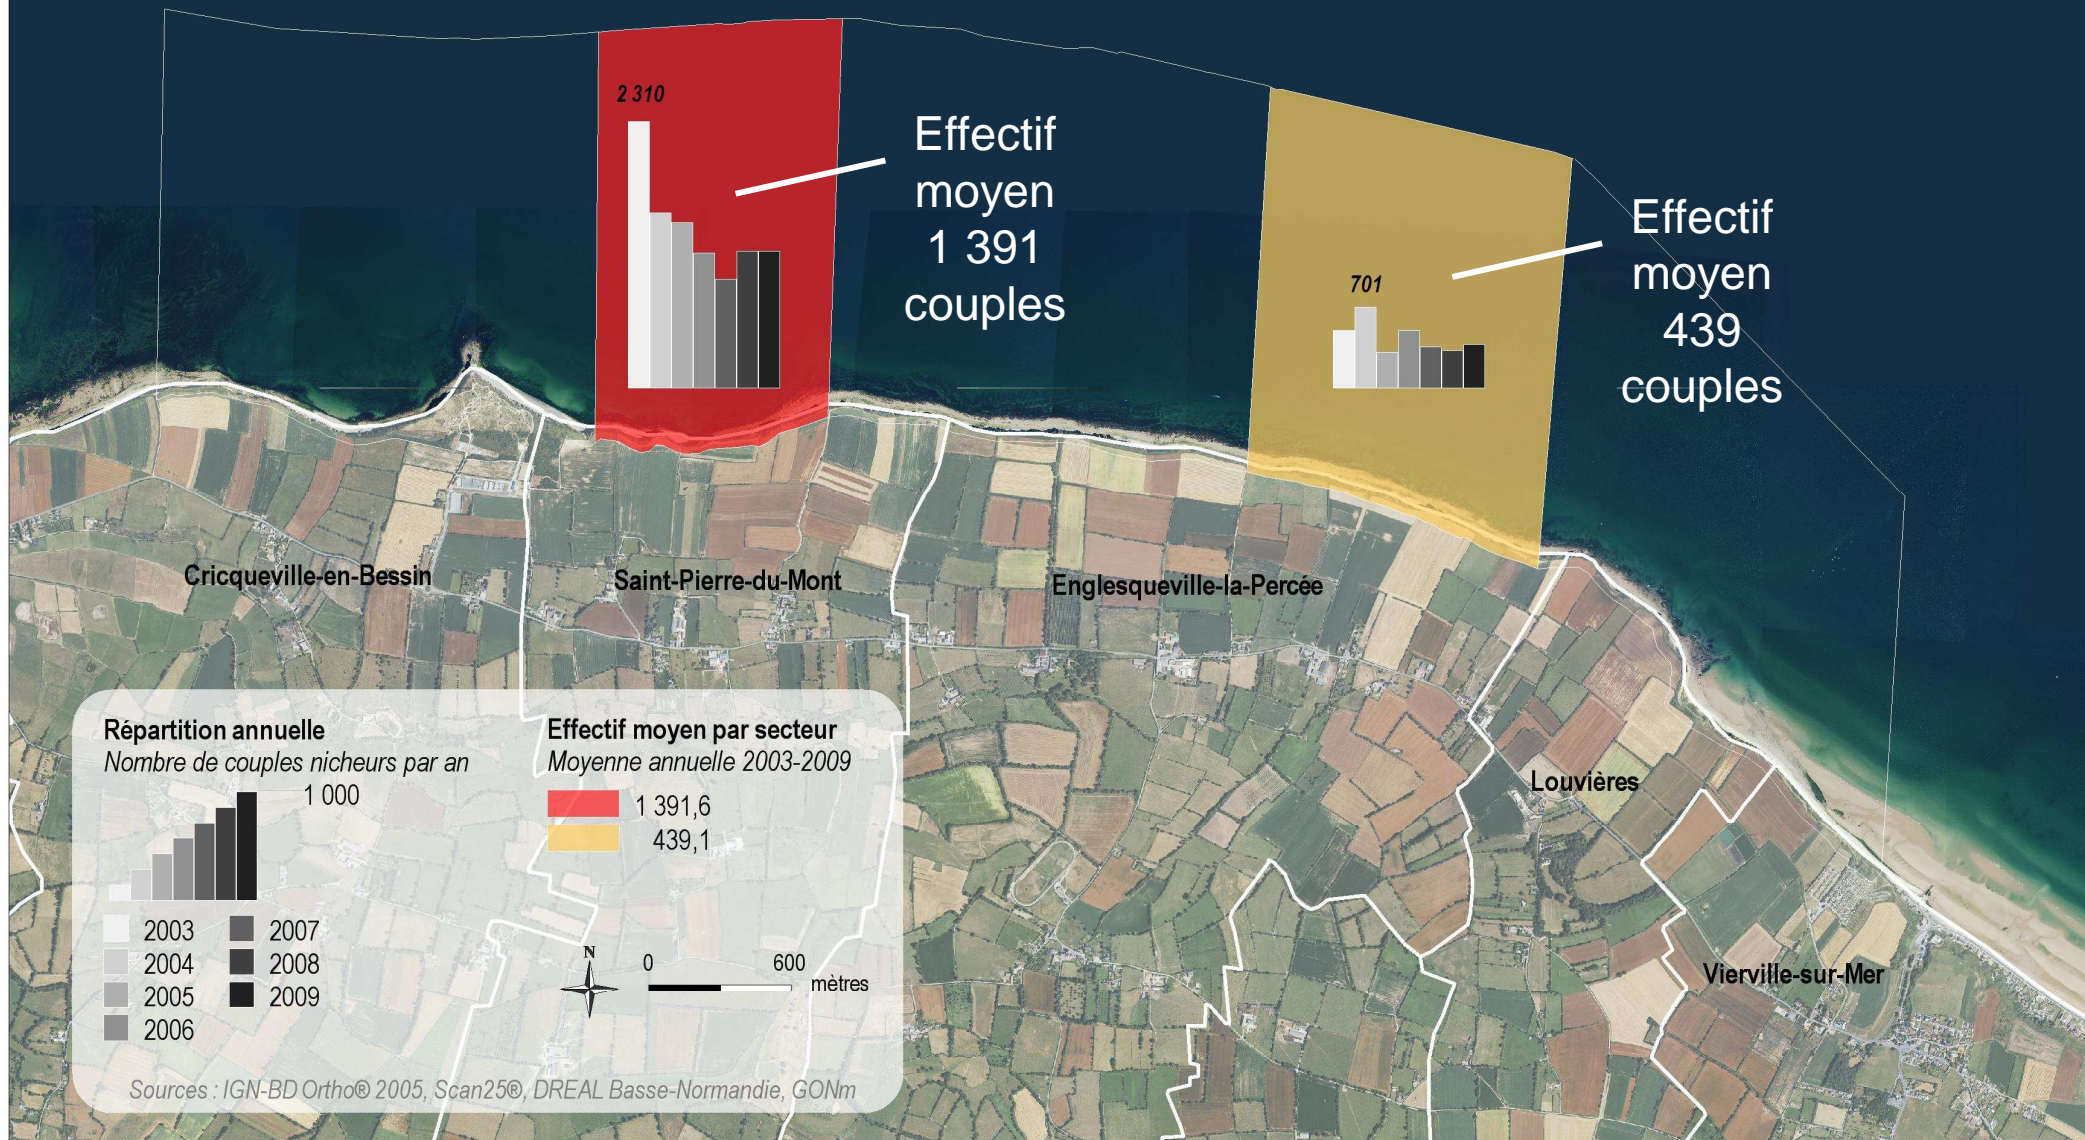 2 310
Effectif
moyen
1 391
couples
701
Effectif
moyen
439
couples
Cricqueville-en-Bessin
Saint-Pierre-du-Mont
Englesqueville-la-Percée
Louvières
Vierville-sur-Mer
Répartition annuelle
Nombre de couples nicheurs par an
1 000
2003
2004
2005
2006
2007
2008
2009
Effectif moyen par secteur
Moyenne annuelle 2003-2009
1 391,6
439,1
N
0 600
mètres
Sources : IGN-BD Ortho® 2005, Scan25®, DREAL Basse-Normandie, GONm